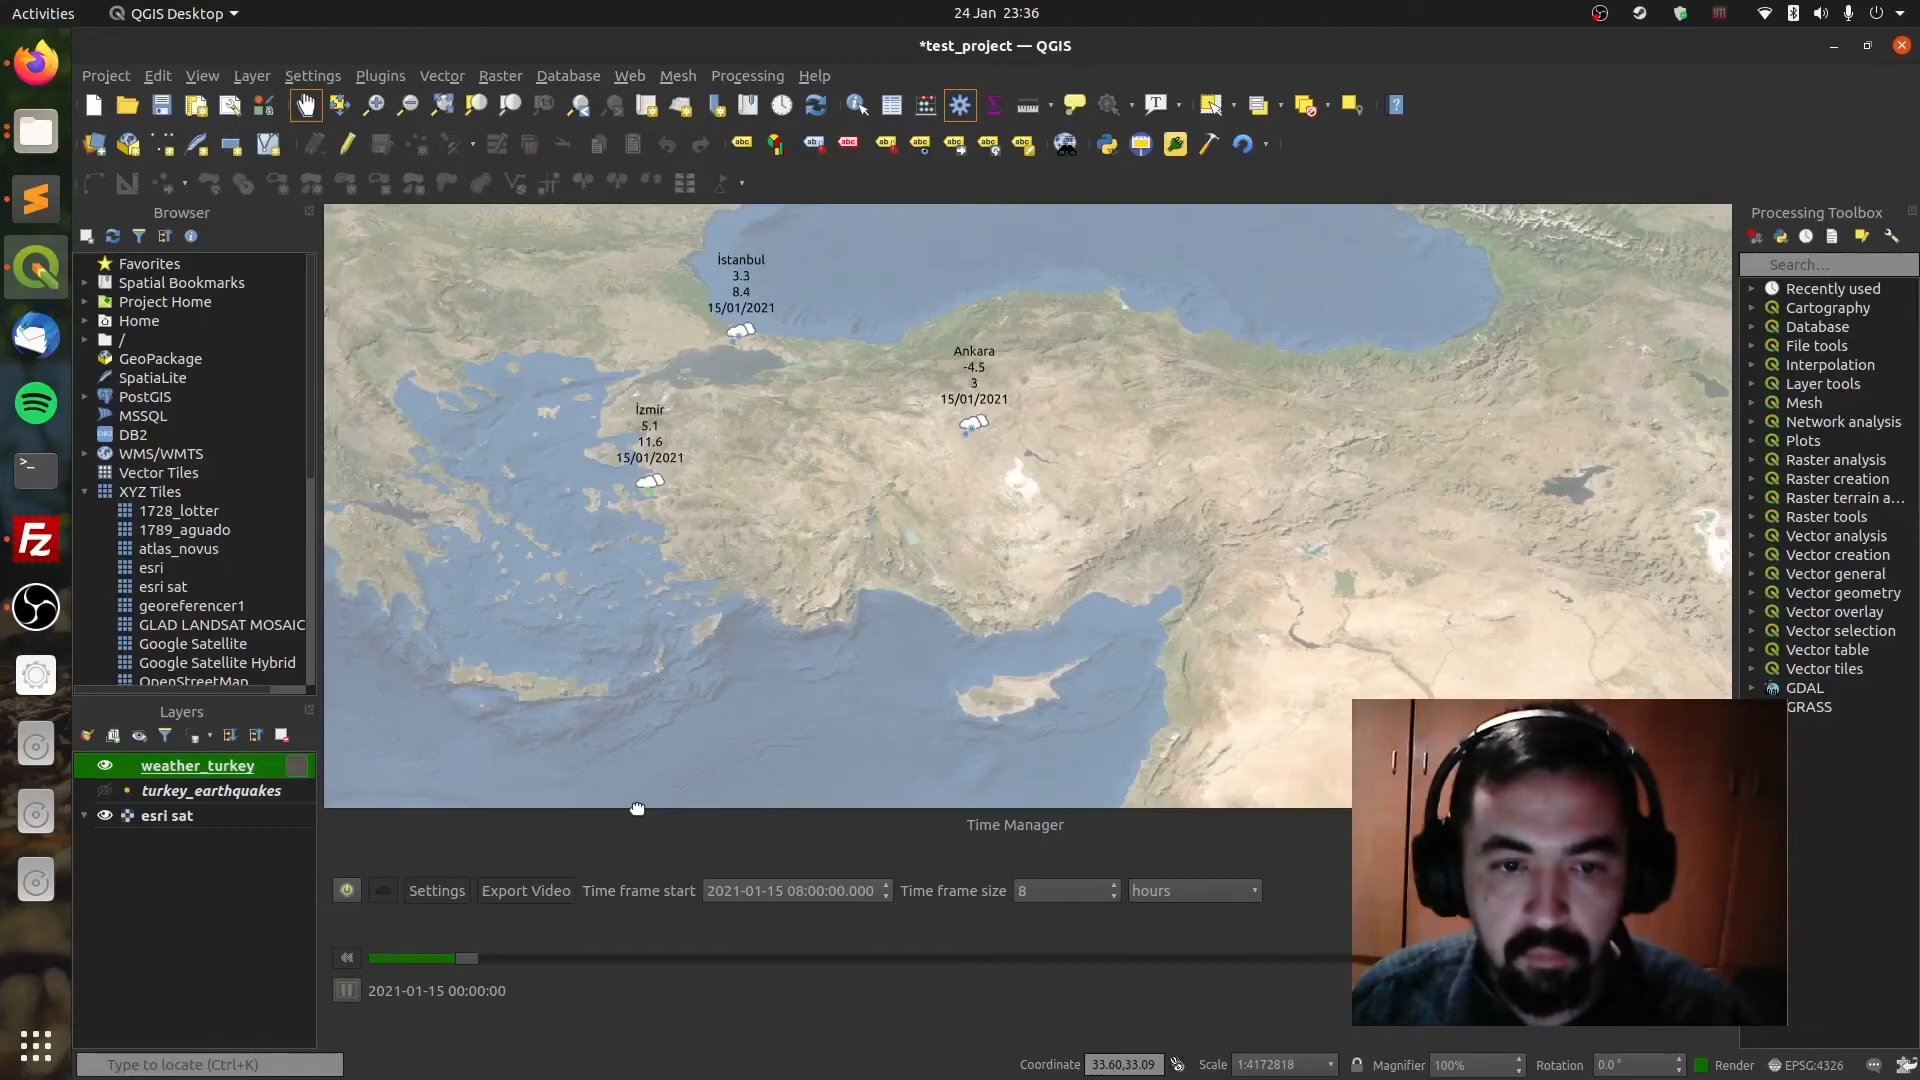 Activities
QGIS Desktop
24 Jan 23:36
*test_project — QGIS
Project Edit View Layer Settings Plugins Vector Raster Database Web Mesh Processing Help
Browser
Favorites
Spatial Bookmarks
Project Home
Home
/
GeoPackage
SpatiaLite
PostGIS
MSSQL
DB2
WMS/WMTS
Vector Tiles
XYZ Tiles
1728_lotter
1789_aguado
atlas_novus
esri
esri sat
georeferencer1
GLAD LANDSAT MOSAIC
Google Satellite
Google Satellite Hybrid
OpenStreetMap
Layers
weather_turkey
turkey_earthquakes
esri sat
Type to locate (Ctrl+K)
İstanbul
3.3
8.4
15/01/2021
Ankara
-4.5
3
15/01/2021
İzmir
5.1
11.6
15/01/2021
Time Manager
Settings
Export Video
Time frame start
2021-01-15 08:00:00.000
Time frame size
8
hours
2021-01-15 00:00:00
Processing Toolbox
Search…
Recently used
Cartography
Database
File tools
Interpolation
Layer tools
Mesh
Network analysis
Plots
Raster analysis
Raster creation
Raster terrain a…
Raster tools
Vector analysis
Vector creation
Vector general
Vector geometry
Vector overlay
Vector selection
Vector table
Vector tiles
GDAL
GRASS
Coordinate 33.60,33.09 Scale 1:4172818 Magnifier 100% Rotation 0.0 ° Render EPSG:4326